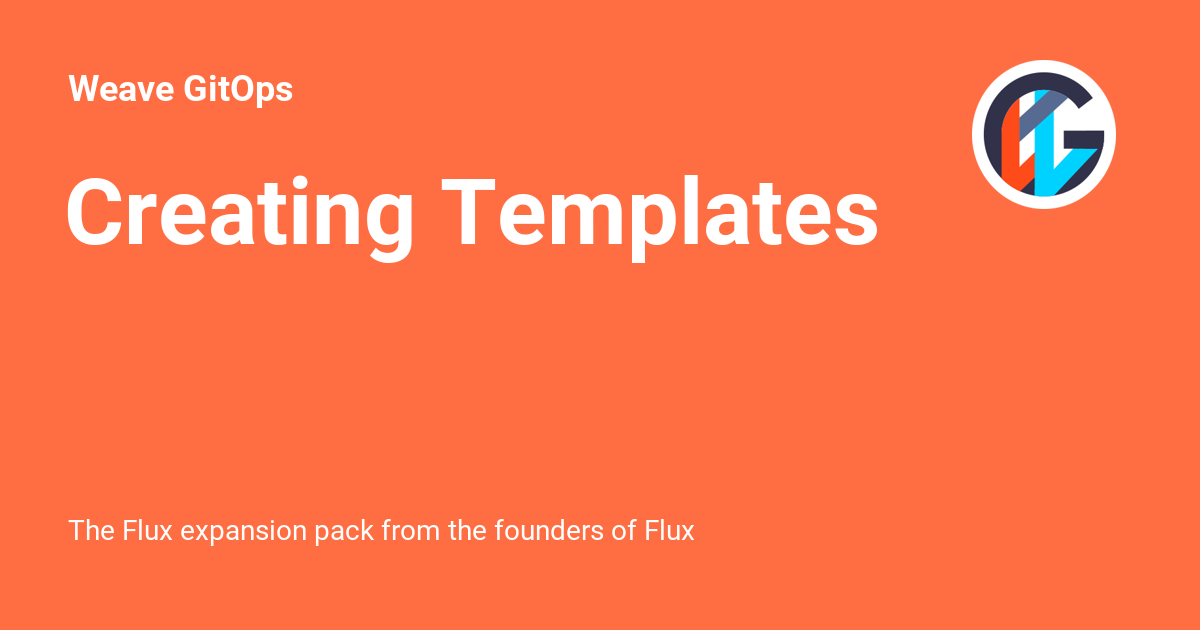 Weave GitOps
Creating Templates
The Flux expansion pack from the founders of Flux